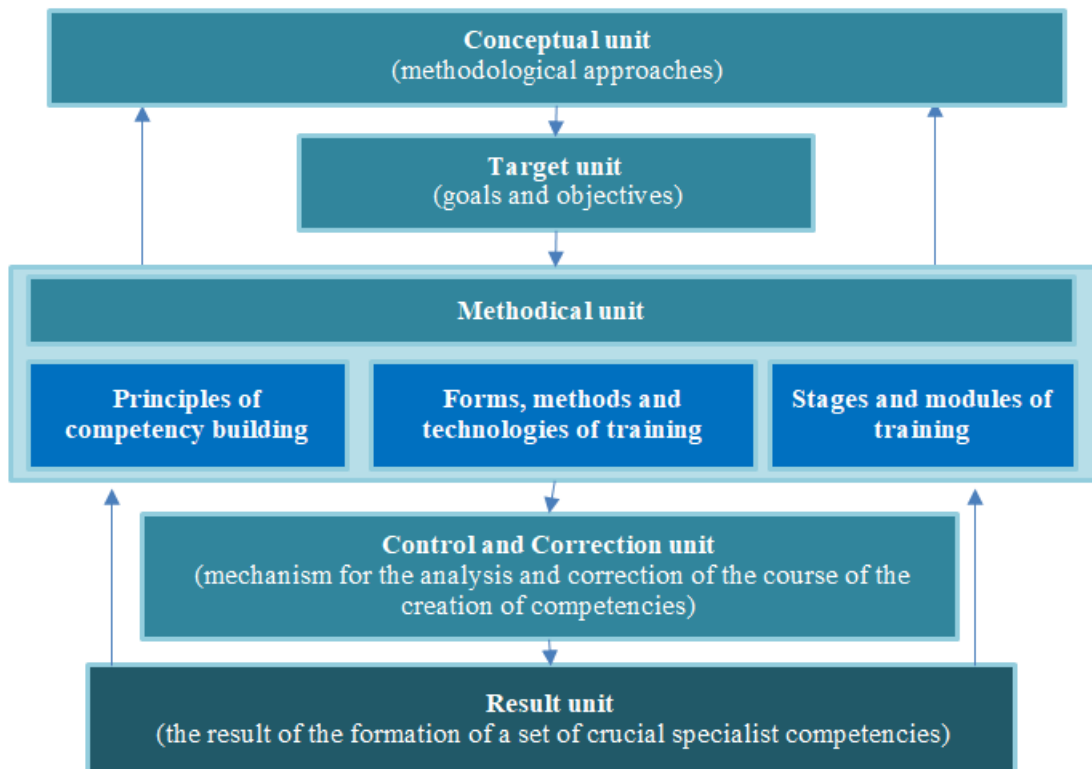 Conceptual unit
(methodological approaches)
Target unit
(goals and objectives)
Methodical unit
Principles of
competency building
Forms, methods and
technologies of training
Stages and modules of
training
Control and Correction unit
(mechanism for the analysis and correction of the course of the
creation of competencies)
Result unit
(the result of the formation of a set of crucial specialist competencies)